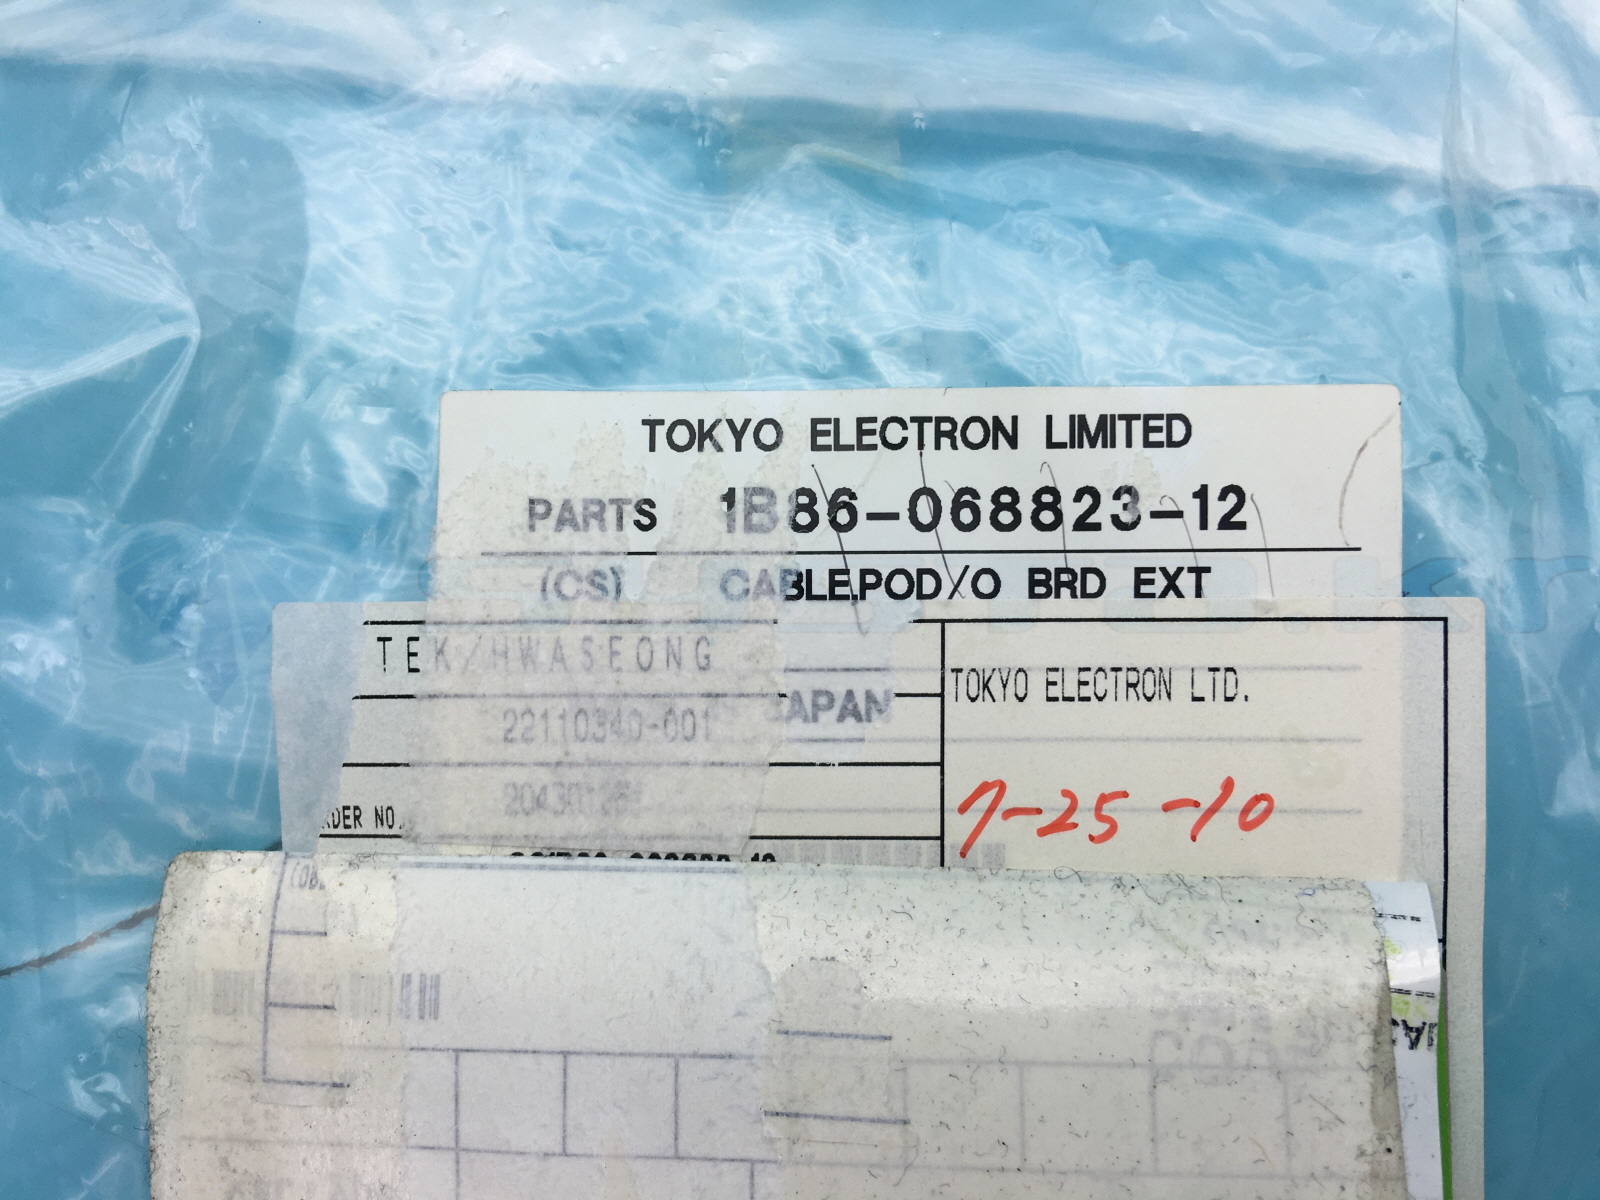 TOKYO ELECTRON LIMITED
PARTS 1B86-068823-12
(CS) CABLE,POD/O BRD EXT
TEK/HWASEONG
JAPAN
TOKYO ELECTRON LTD.
22110340-001
7-25-10
NO.